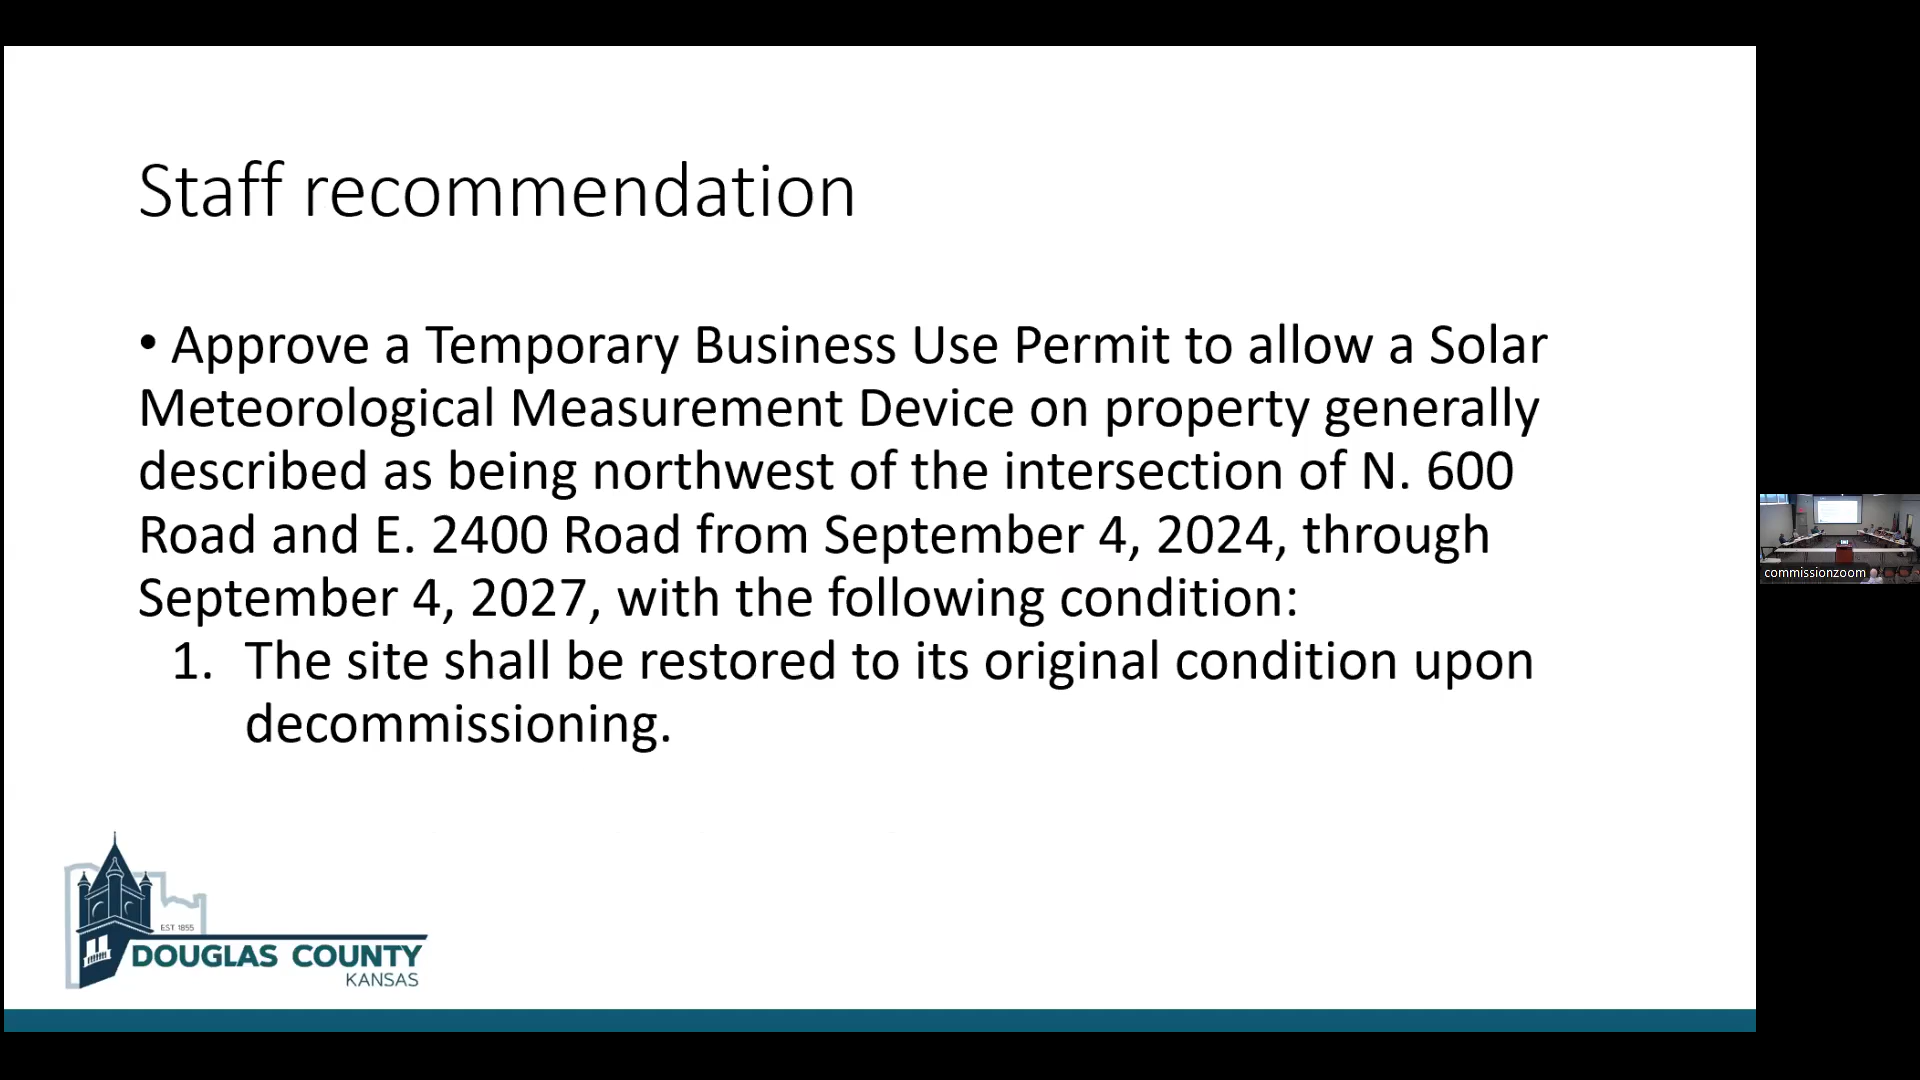 Staff recommendation
• Approve a Temporary Business Use Permit to allow a Solar
Meteorological Measurement Device on property generally
described as being northwest of the intersection of N. 600
Road and E. 2400 Road from September 4, 2024, through
September 4, 2027, with the following condition:
1. The site shall be restored to its original condition upon
decommissioning.
commissionzoom
EST 1855
DOUGLAS COUNTY
KANSAS